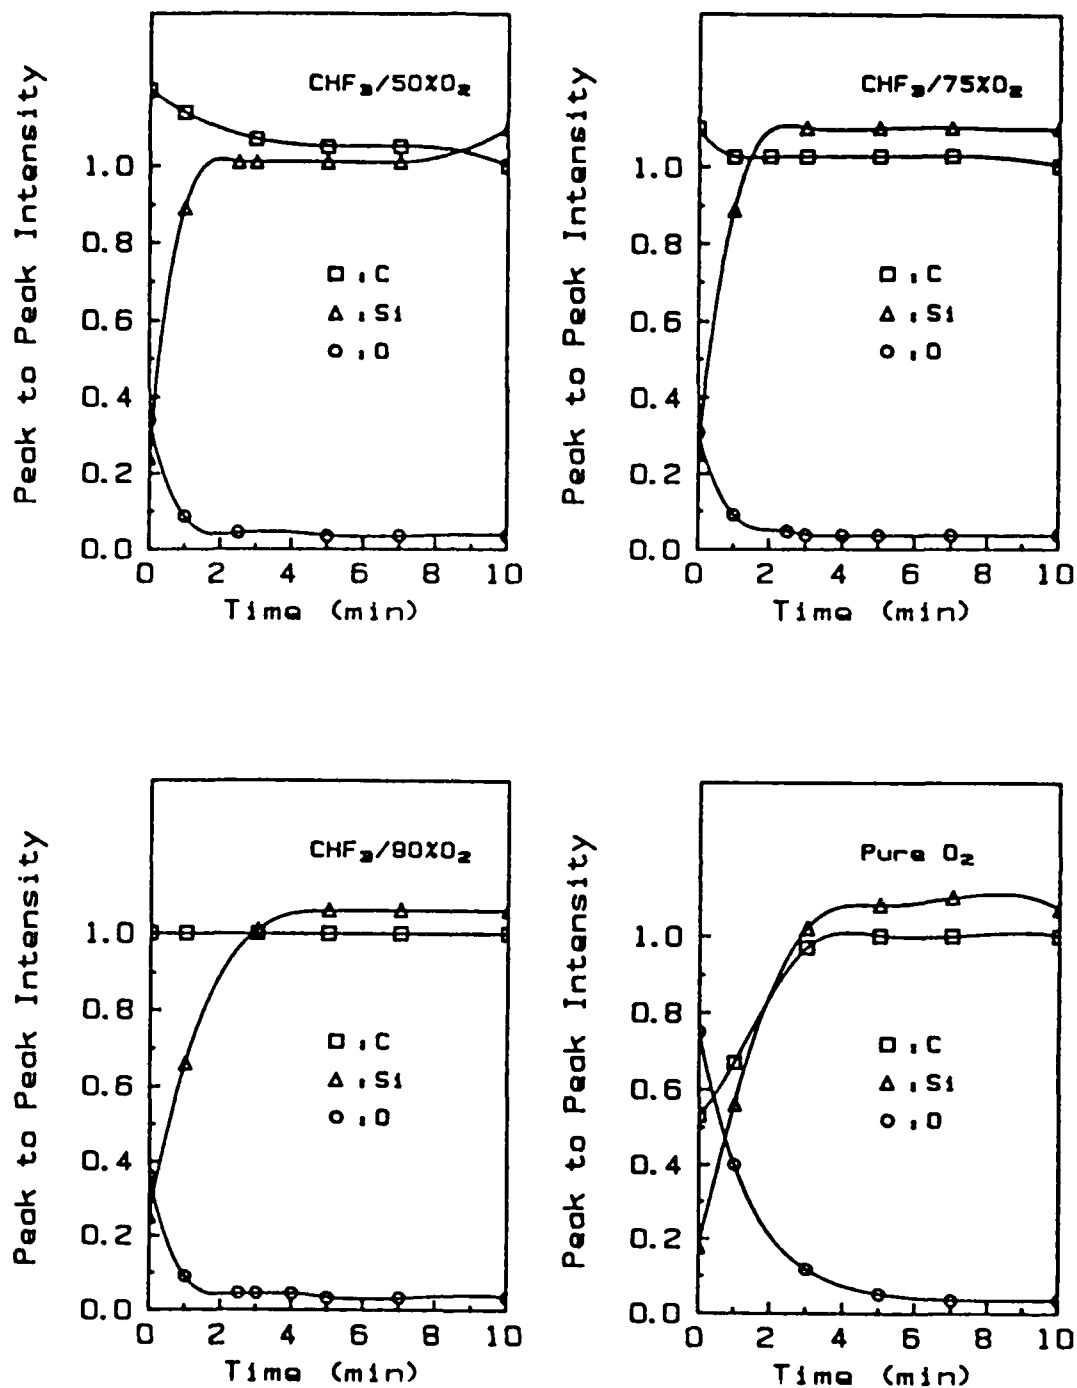 Peak to Peak Intensity
CHF₃/50%O₂
1.0
0.8
0.6
0.4
0.2
0.0
□ : C
△ : Si
○ : O
0 2 4 6 8 10
Time (min)
Peak to Peak Intensity
CHF₃/75%O₂
1.0
0.8
0.6
0.4
0.2
0.0
□ : C
△ : Si
○ : O
0 2 4 6 8 10
Time (min)
Peak to Peak Intensity
CHF₃/90%O₂
1.0
0.8
0.6
0.4
0.2
0.0
□ : C
△ : Si
○ : O
0 2 4 6 8 10
Time (min)
Peak to Peak Intensity
Pure O₂
1.0
0.8
0.6
0.4
0.2
0.0
□ : C
△ : Si
○ : O
0 2 4 6 8 10
Time (min)